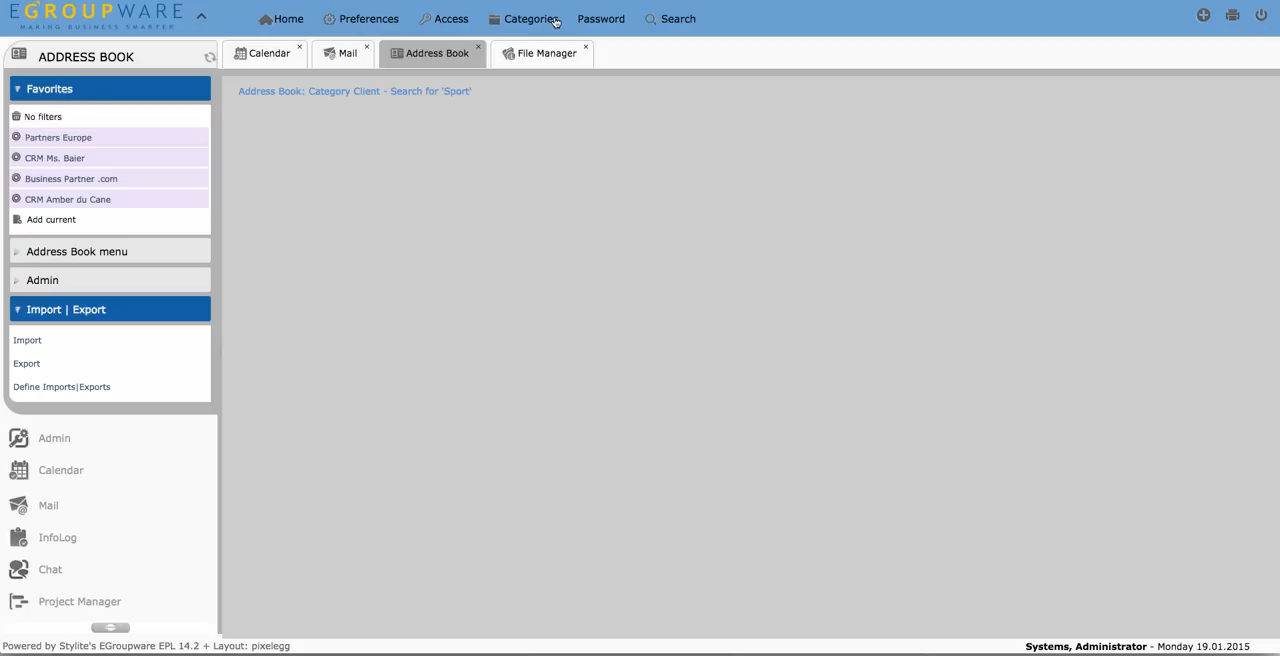 EGROUPWARE
MAKING BUSINESS SMARTER
Home Preferences Access Categories Password Search
ADDRESS BOOK
Calendar × Mail × Address Book × File Manager ×
Favorites
Address Book: Category Client - Search for 'Sport'
No filters
Partners Europe
CRM Ms. Baier
Business Partner .com
CRM Amber du Cane
Add current
Address Book menu
Admin
Import | Export
Import
Export
Define Imports|Exports
Admin
Calendar
Mail
InfoLog
Chat
Project Manager
Powered by Stylite's EGroupware EPL 14.2 + Layout: pixelegg
Systems, Administrator - Monday 19.01.2015